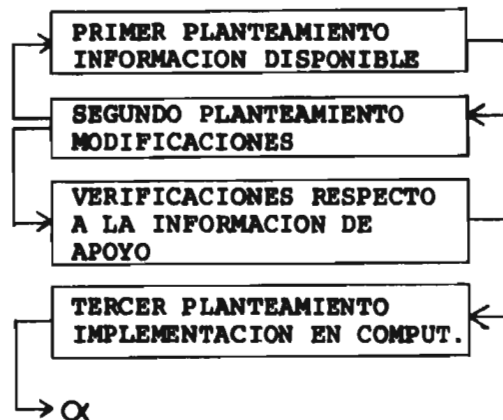 PRIMER PLANTEAMIENTO
INFORMACION DISPONIBLE
SEGUNDO PLANTEAMIENTO
MODIFICACIONES
VERIFICACIONES RESPECTO
A LA INFORMACION DE
APOYO
TERCER PLANTEAMIENTO
IMPLEMENTACION EN COMPUT.
α